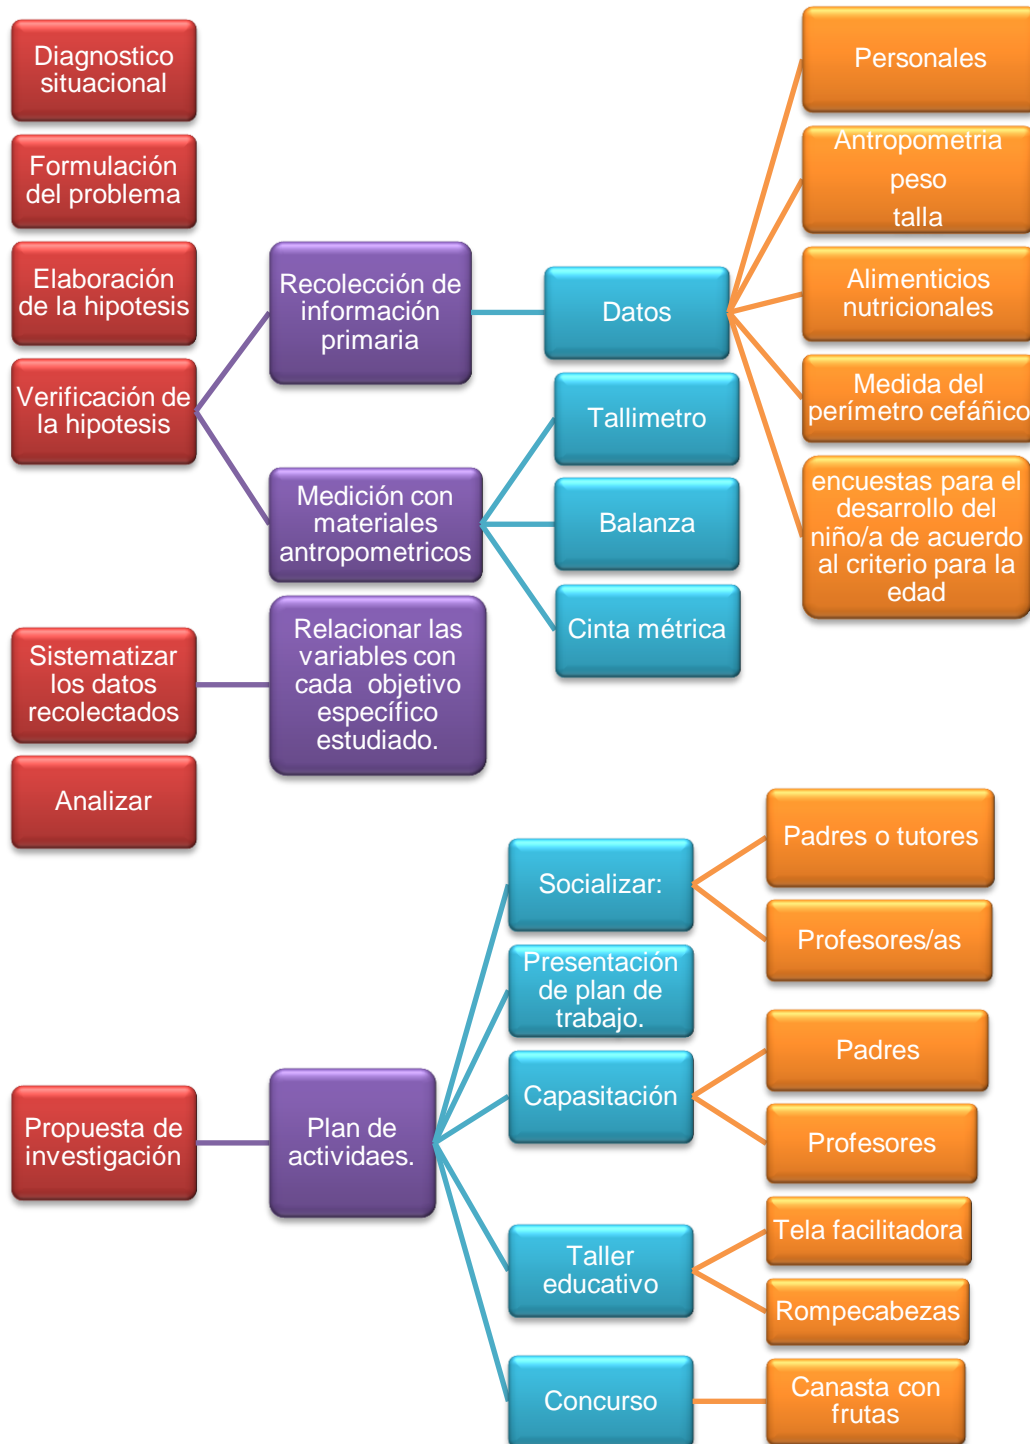 Diagnostico
situacional
Formulación
del problema
Elaboración
de la hipotesis
Verificación de
la hipotesis
Recolección de
información
primaria
Medición con
materiales
antropometricos
Datos
Tallimetro
Balanza
Cinta métrica
Personales
Antropometria
peso
talla
Alimenticios
nutricionales
Medida del
perímetro cefáñico
encuestas para el
desarrollo del
niño/a de acuerdo
al criterio para la
edad
Sistematizar
los datos
recolectados
Relacionar las
variables con
cada objetivo
específico
estudiado.
Analizar
Propuesta de
investigación
Plan de
actividaes.
Socializar:
Padres o tutores
Profesores/as
Presentación
de plan de
trabajo.
Capasitación
Padres
Profesores
Taller
educativo
Tela facilitadora
Rompecabezas
Concurso
Canasta con
frutas